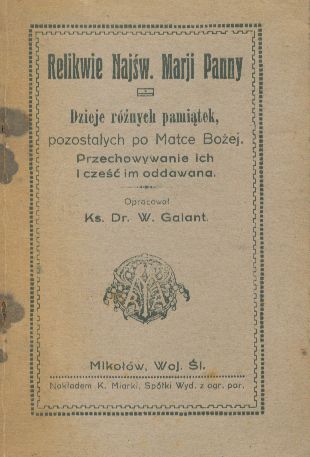 Relikwie Najśw. Marji Panny
Dzieje różnych pamiątek,
pozostałych po Matce Bożej.
Przechowywanie ich
i cześć im oddawana.
Opracował
Ks. Dr. W. Galant.
Mikołów, Woj. Śl.
Nakładem K. Miarki, Spółki Wyd. z ogr. por.